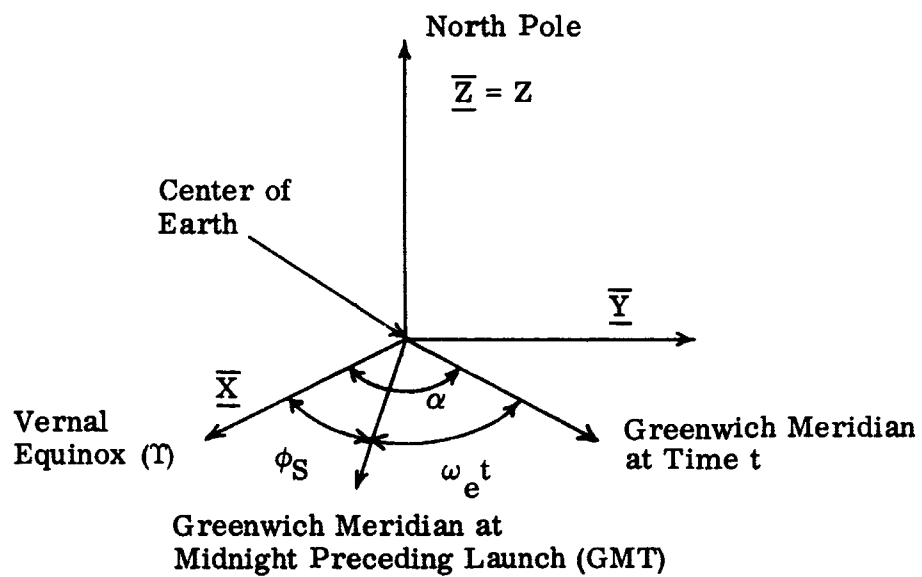 North Pole
Z = Z
Center of
Earth
Y
X
α
Vernal
Equinox (ϒ)
Greenwich Meridian
at Time t
ϕS
ωet
Greenwich Meridian at
Midnight Preceding Launch (GMT)